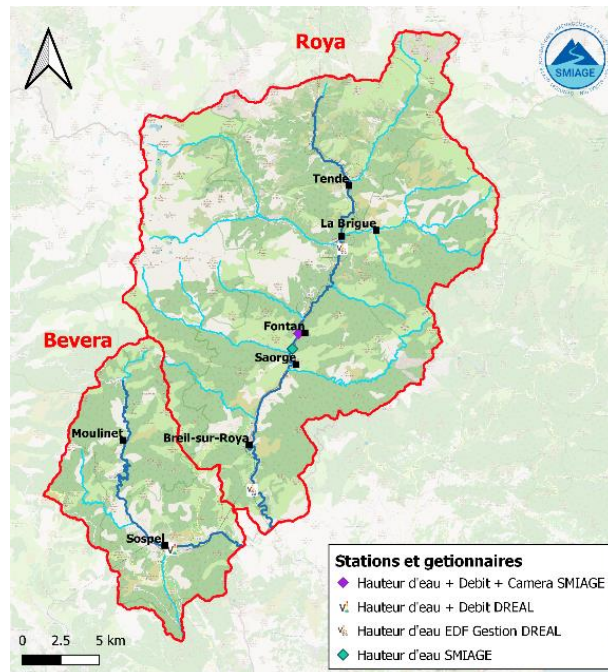 Roya
SMIAGE
Tende
La Brigue
Fontan
Bevera
Saorge
Moulinet
Breil-sur-Roya
Sospel
Stations et getionnaires
Hauteur d'eau + Debit + Camera SMIAGE
Hauteur d'eau + Debit DREAL
Hauteur d'eau EDF Gestion DREAL
Hauteur d'eau SMIAGE
0 2.5 5 km